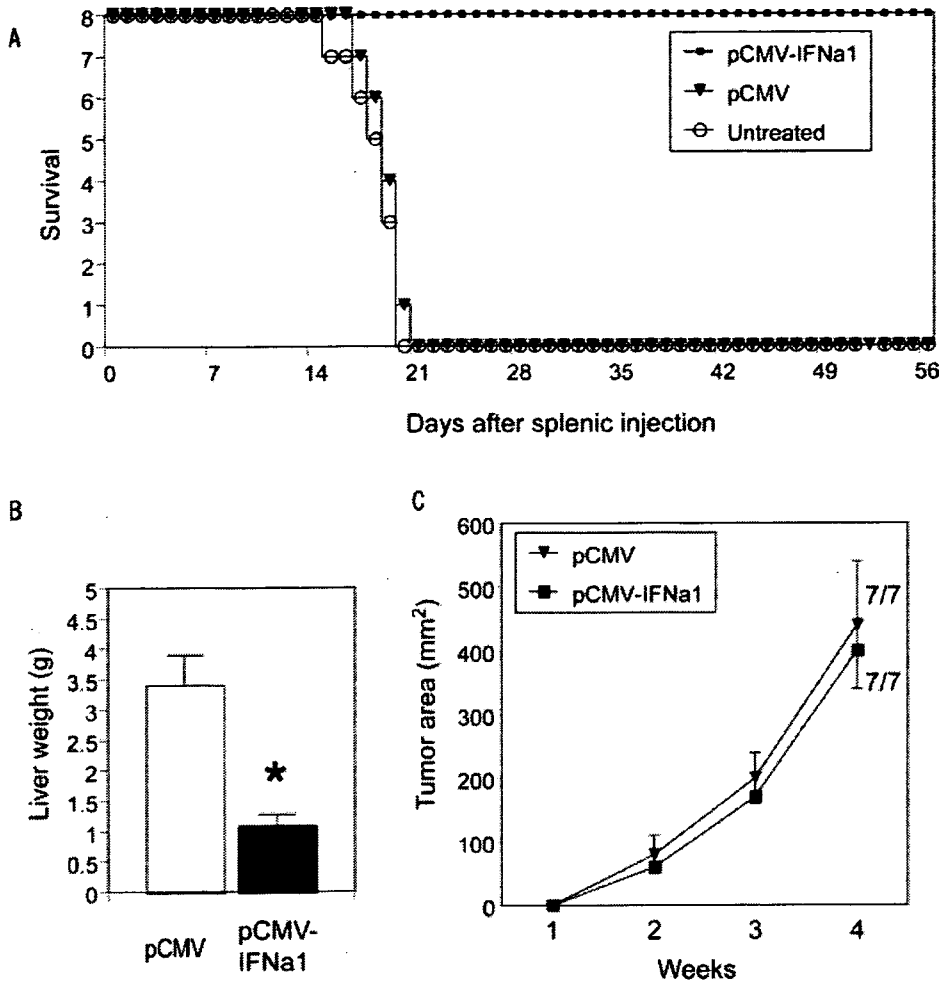 A
Survival
8
7
6
5
4
3
2
1
0
pCMV-IFNa1
pCMV
Untreated
0 7 14 21 28 35 42 49 56
Days after splenic injection
B
Liver weight (g)
5
4.5
4
3.5
3
2.5
2
1.5
1
0.5
0
*
pCMV
pCMV-
IFNa1
C
Tumor area (mm²)
600
500
400
300
200
100
0
pCMV
pCMV-IFNa1
7/7
7/7
1 2 3 4
Weeks